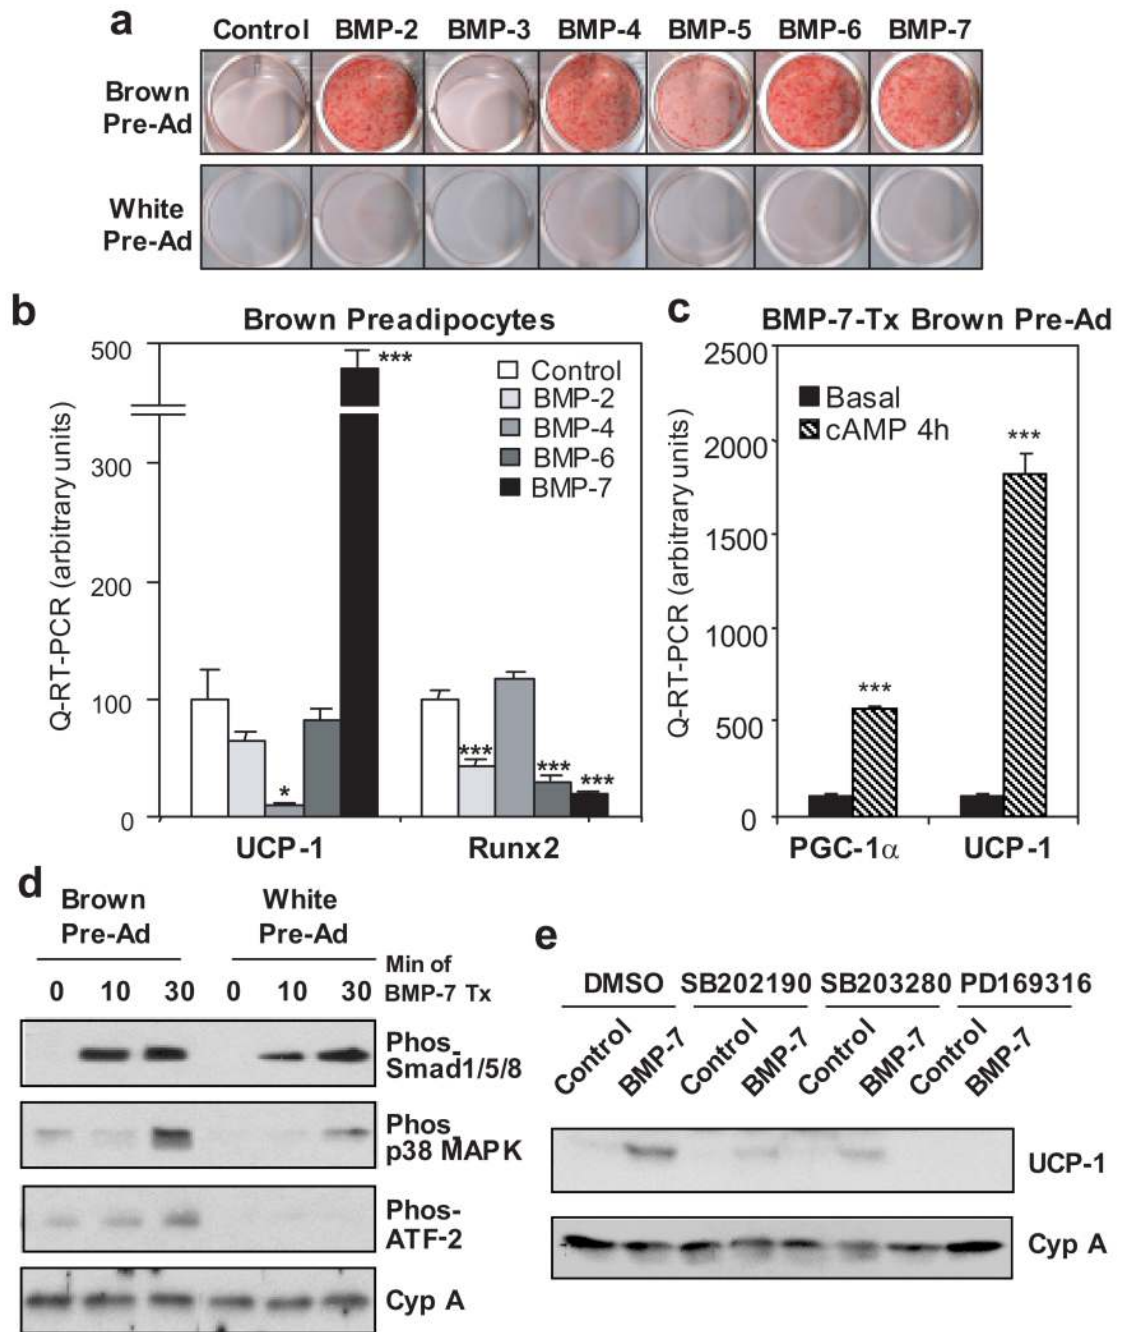 a
Control BMP-2 BMP-3 BMP-4 BMP-5 BMP-6 BMP-7
Brown
Pre-Ad
White
Pre-Ad
b
Brown Preadipocytes
Q-RT-PCR (arbitrary units)
500
300
200
100
0
***
Control
BMP-2
BMP-4
BMP-6
BMP-7
*
***
***
***
UCP-1 Runx2
c
BMP-7-Tx Brown Pre-Ad
Q-RT-PCR (arbitrary units)
2500
2000
1500
1000
500
0
Basal
cAMP 4h
***
***
PGC-1α UCP-1
d
Brown White
Pre-Ad Pre-Ad
0 10 30 0 10 30
Min of
BMP-7 Tx
Phos_
Smad1/5/8
Phos_
p38 MAPK
Phos-
ATF-2
Cyp A
e
DMSO SB202190 SB203280 PD169316
Control BMP-7 Control BMP-7 Control BMP-7 Control BMP-7
UCP-1
Cyp A